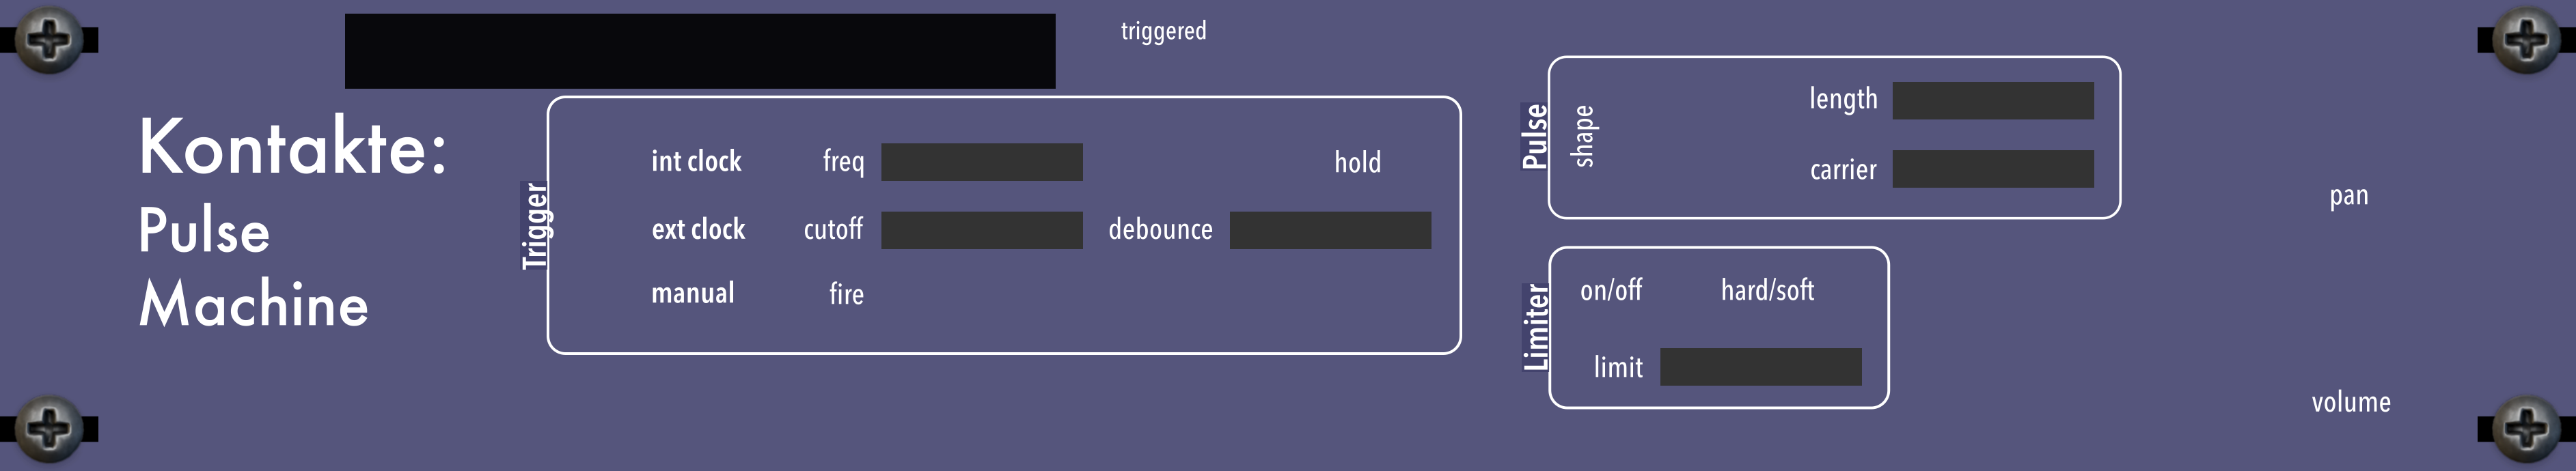 triggered
Kontakte:
Pulse
Machine
Trigger
int clock freq hold
ext clock cutoff debounce
manual fire
Pulse
shape
length
carrier
Limiter
on/off hard/soft
limit
pan
volume